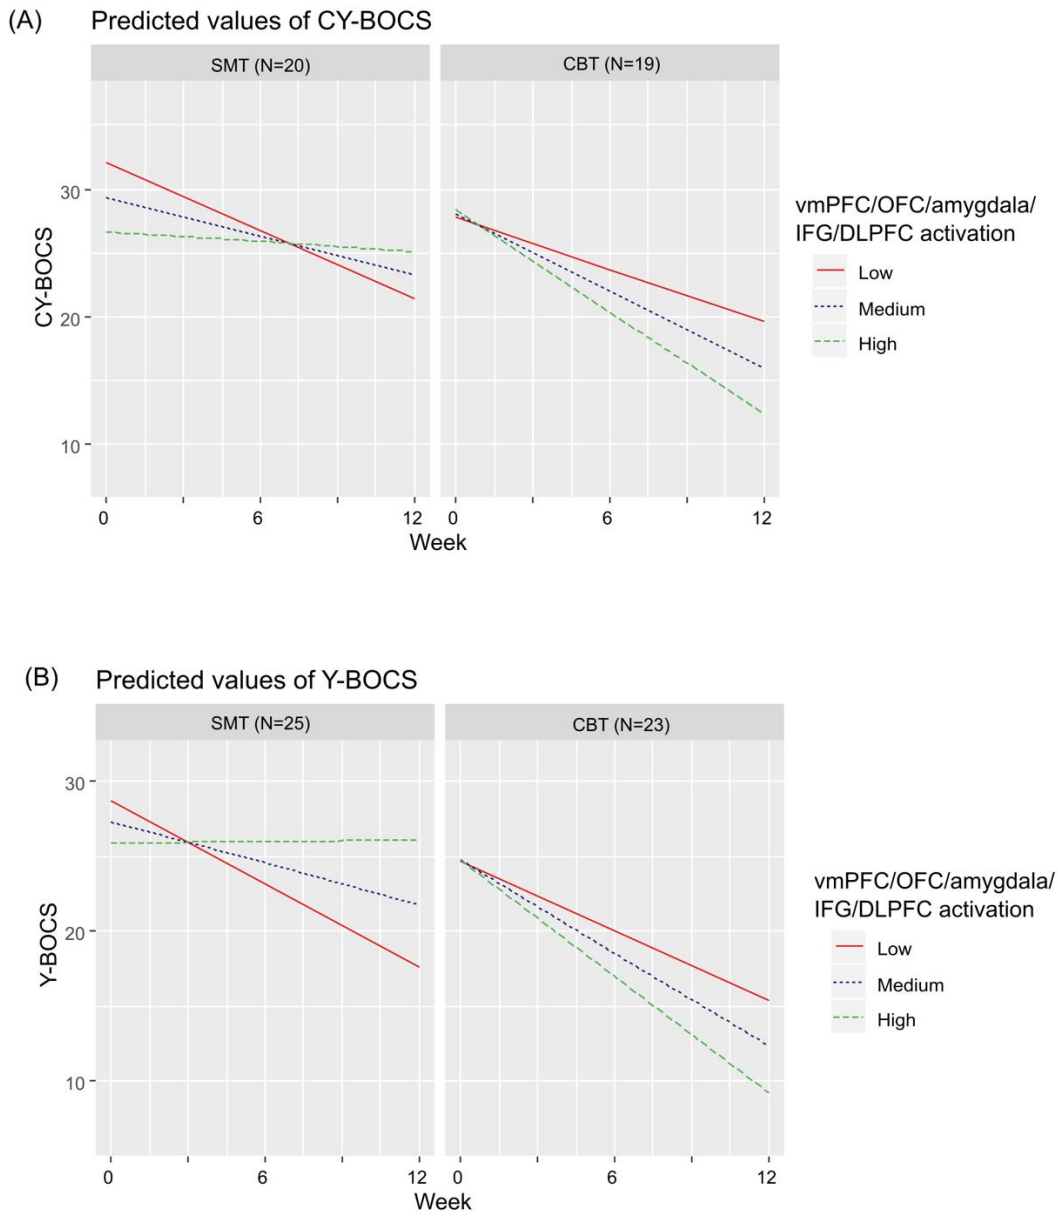 (A) Predicted values of CY-BOCS
SMT (N=20) CBT (N=19)
30
20
10
CY-BOCS
0 6 12 0 6 12
Week
vmPFC/OFC/amygdala/
IFG/DLPFC activation
Low
Medium
High
(B) Predicted values of Y-BOCS
SMT (N=25) CBT (N=23)
30
20
10
Y-BOCS
0 6 12 0 6 12
Week
vmPFC/OFC/amygdala/
IFG/DLPFC activation
Low
Medium
High